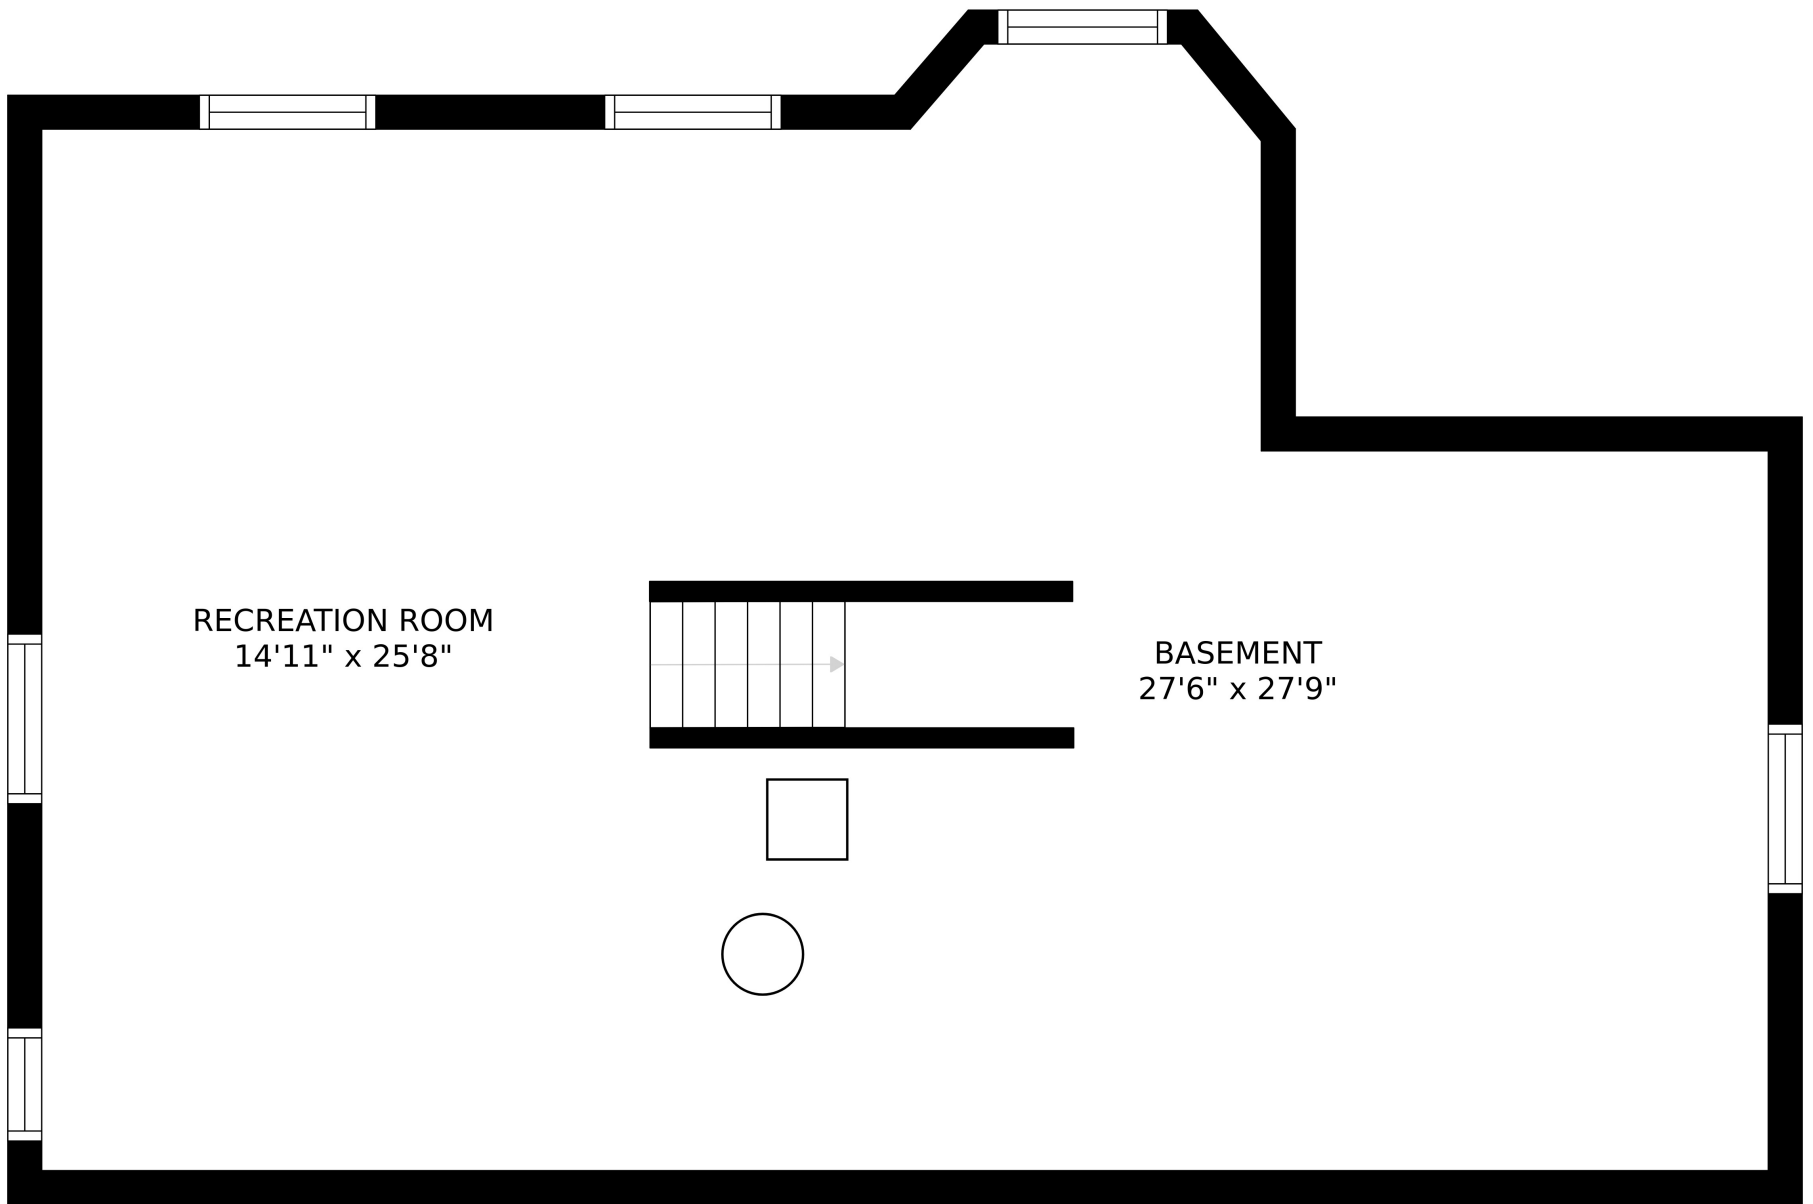 RECREATION ROOM
14'11" x 25'8"
BASEMENT
27'6" x 27'9"